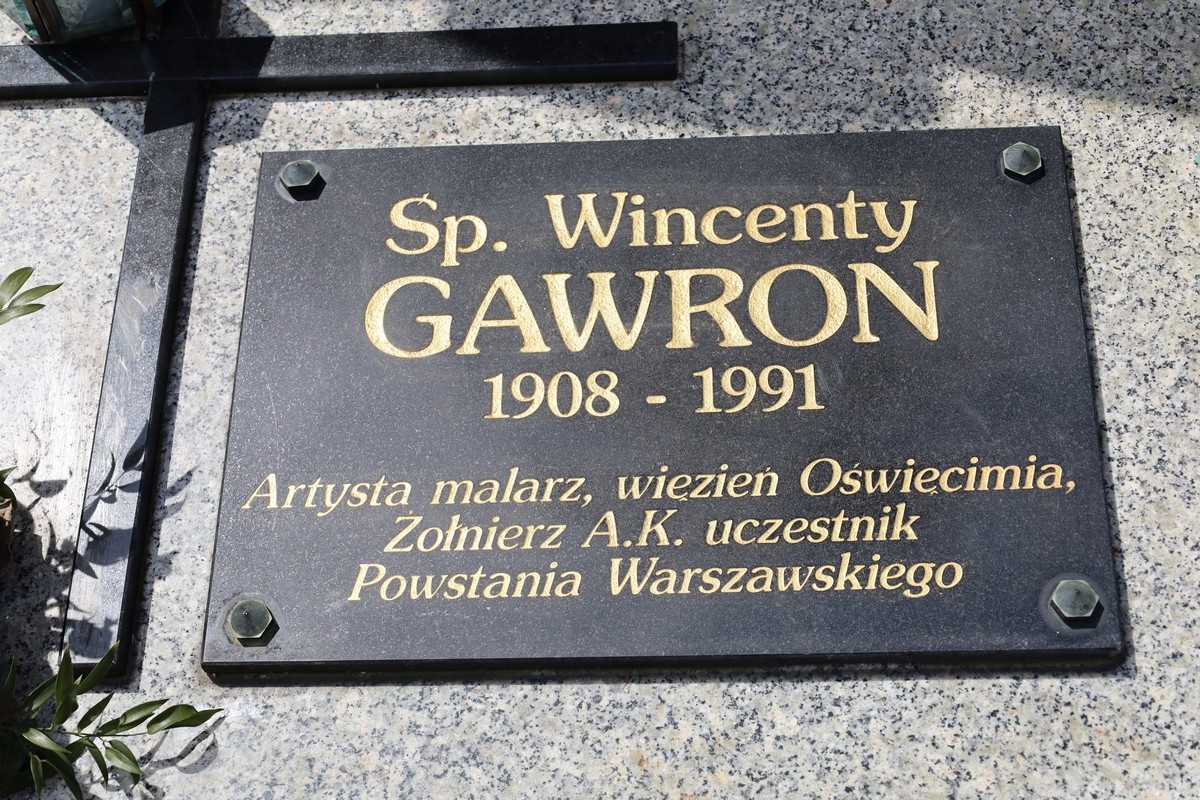 Śp. Wincenty
GAWRON
1908 - 1991
Artysta malarz, więzień Oświęcimia,
Żołnierz A.K. uczestnik
Powstania Warszawskiego